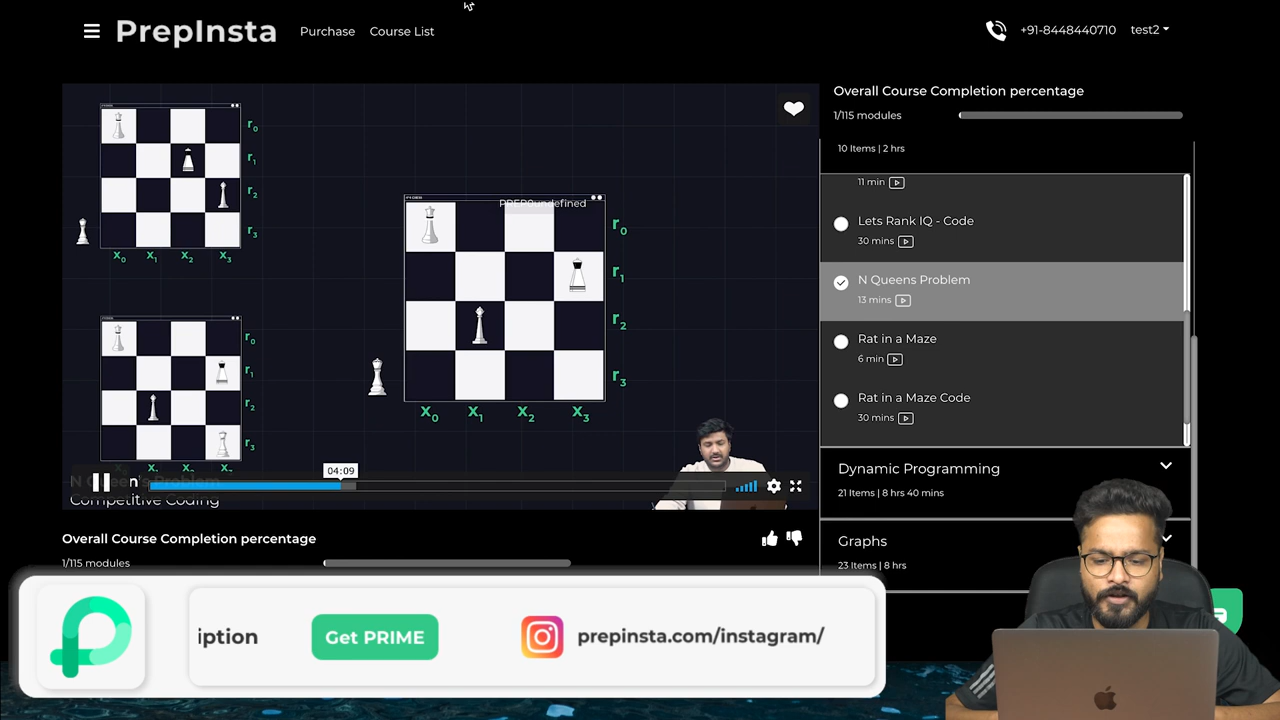 PrepInsta
Purchase
Course List
+91-8448440710
test2
r0
r1
r2
r3
x0 x1 x2 x3
r0
r1
r2
r3
PREP0undefined
r0
r1
r2
r3
x0 x1 x2 x3
04:09
N Queen's Problem
Competitive Coding
Overall Course Completion percentage
1/115 modules
Overall Course Completion percentage
1/115 modules
10 Items | 2 hrs
11 min
Lets Rank IQ - Code
30 mins
N Queens Problem
13 mins
Rat in a Maze
6 min
Rat in a Maze Code
30 mins
Dynamic Programming
21 Items | 8 hrs 40 mins
Graphs
23 Items | 8 hrs
iption
Get PRIME
prepinsta.com/instagram/